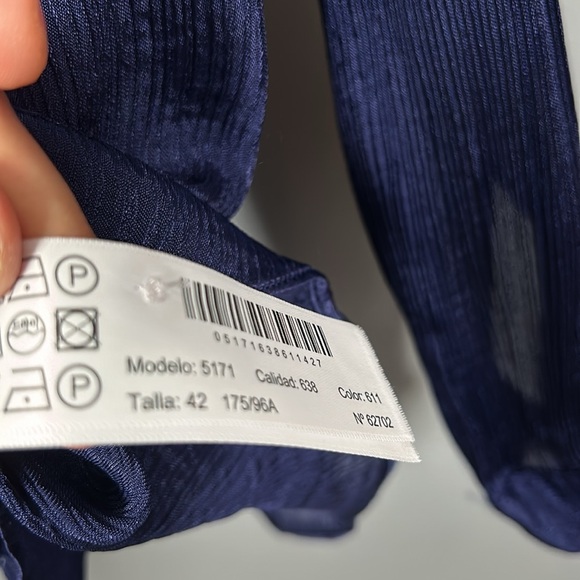 05171638611427
Modelo: 5171 Calidad: 638 Color: 611
Talla: 42 175/96A Nº 62702
P
P